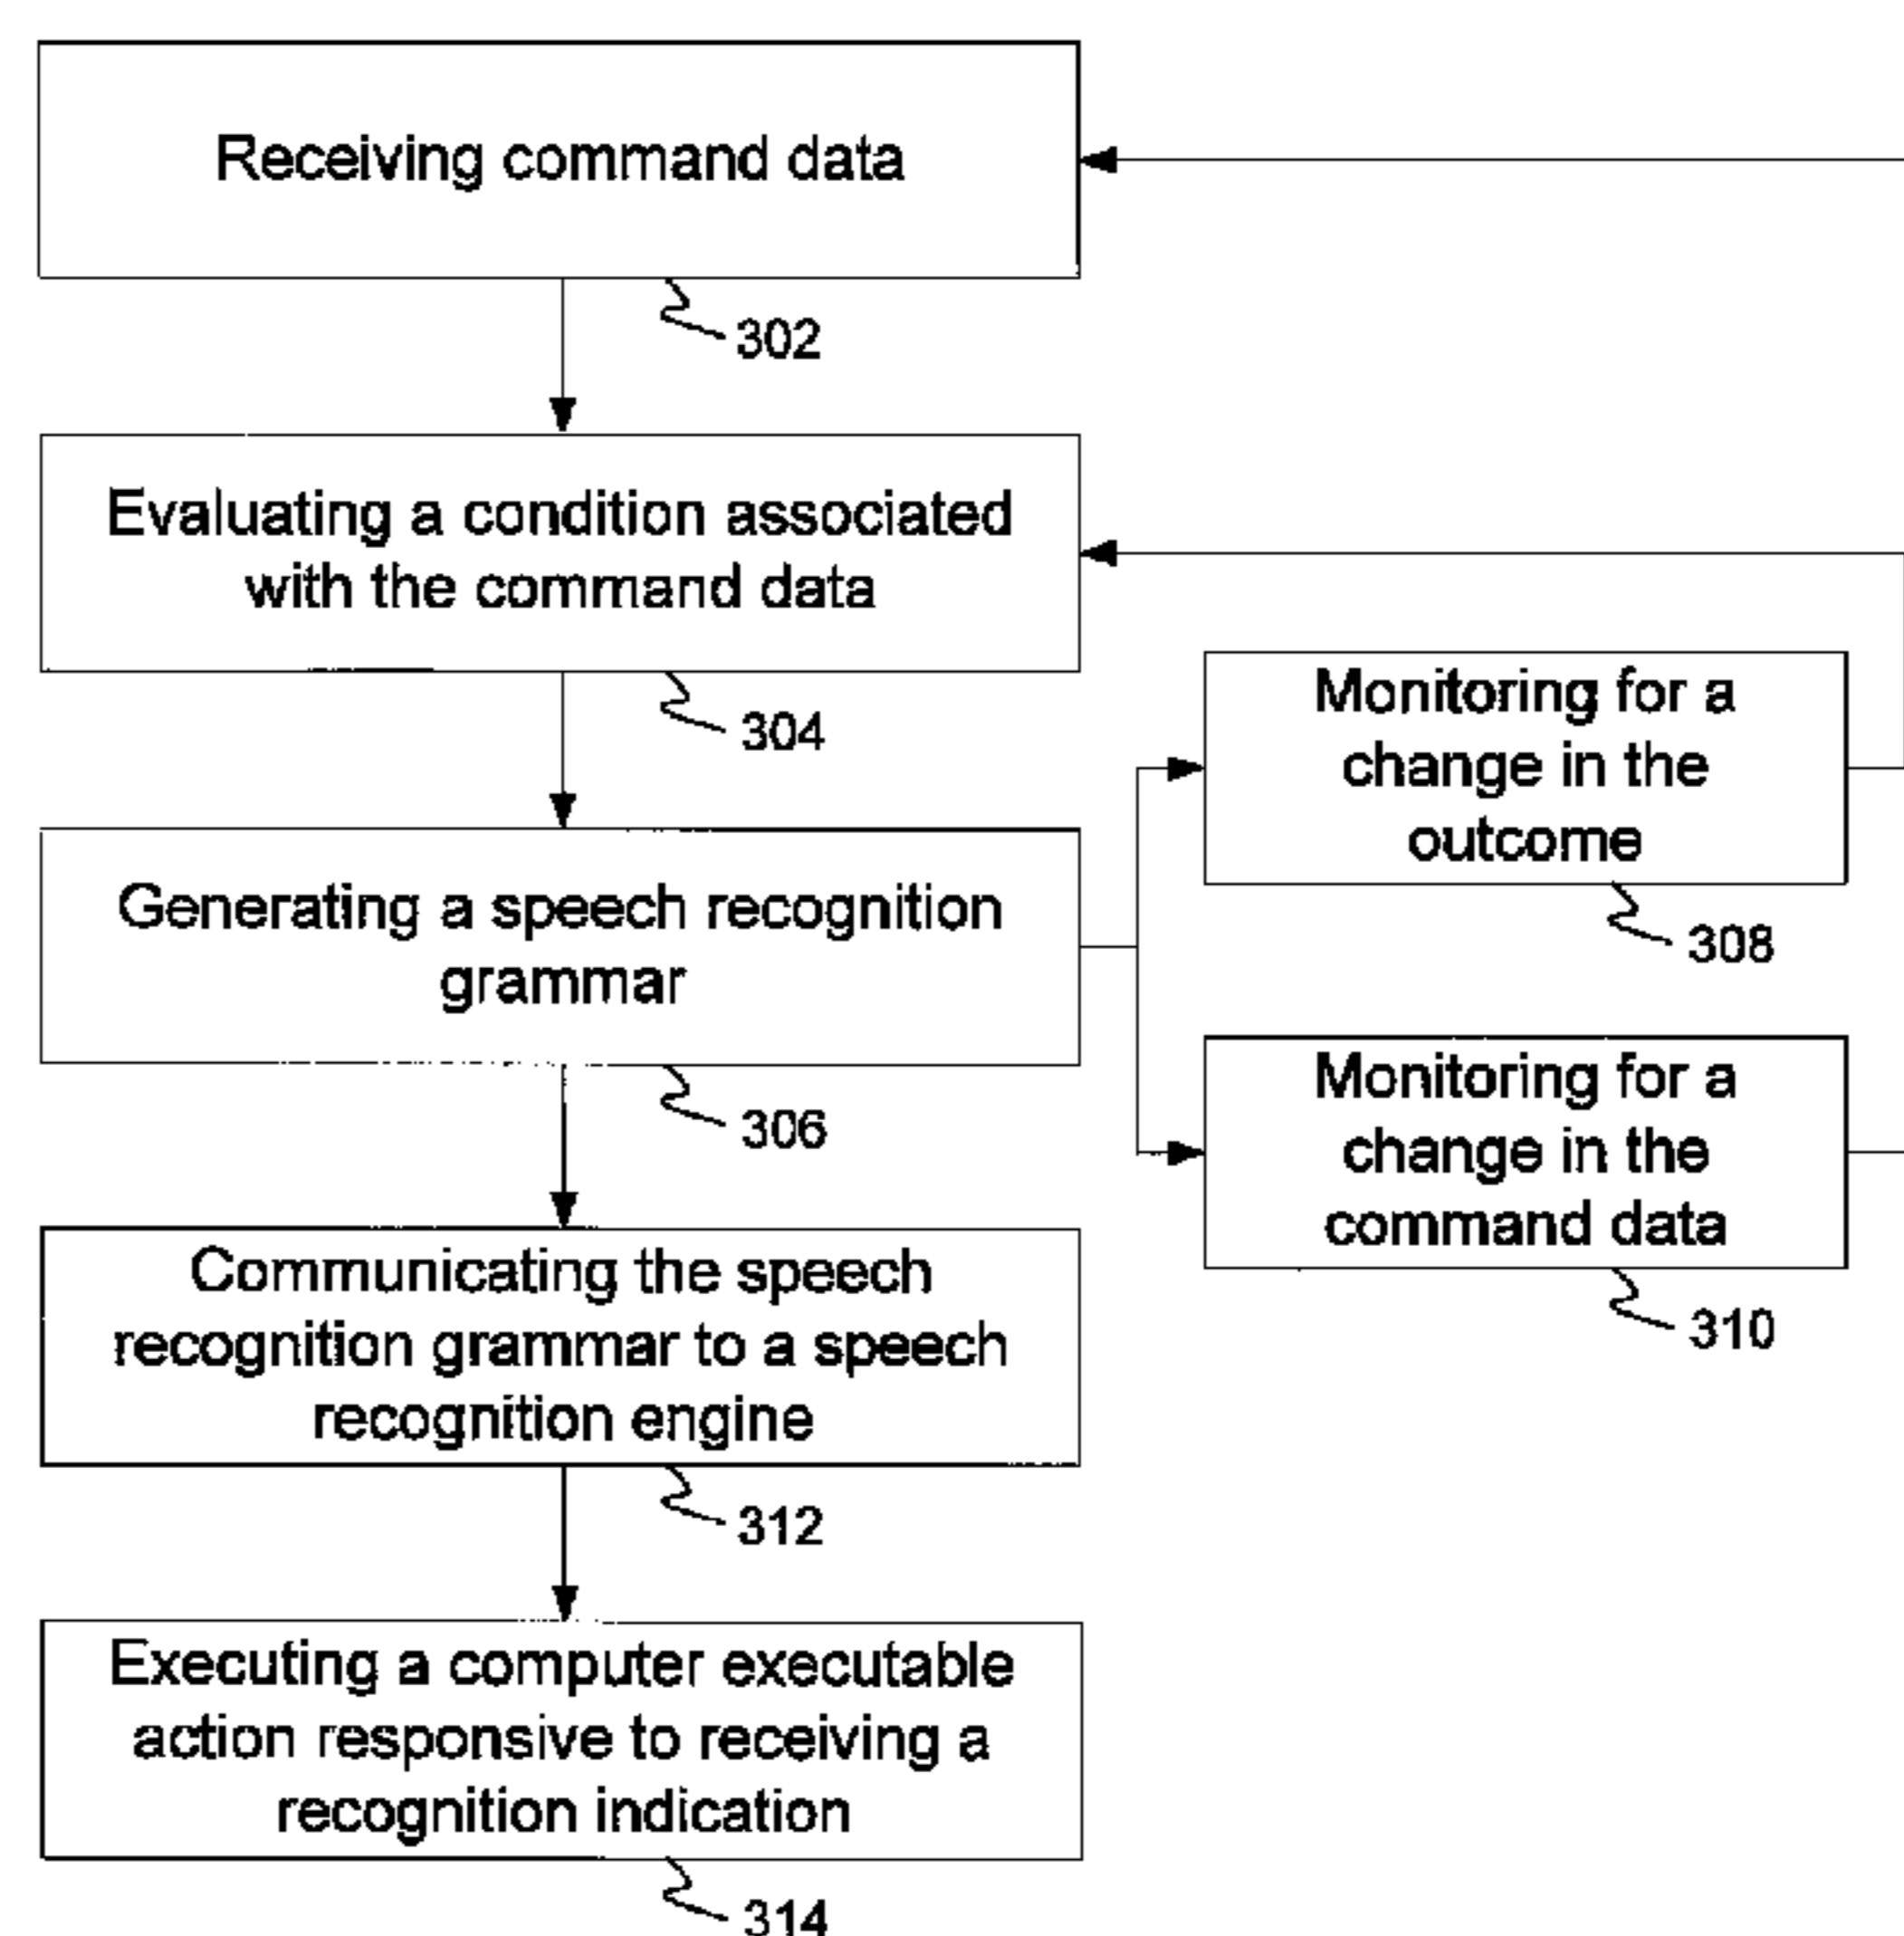 Receiving command data
302
Evaluating a condition associated
with the command data
304
Generating a speech recognition
grammar
306
Monitoring for a
change in the
outcome
308
Monitoring for a
change in the
command data
310
Communicating the speech
recognition grammar to a speech
recognition engine
312
Executing a computer executable
action responsive to receiving a
recognition indication
314